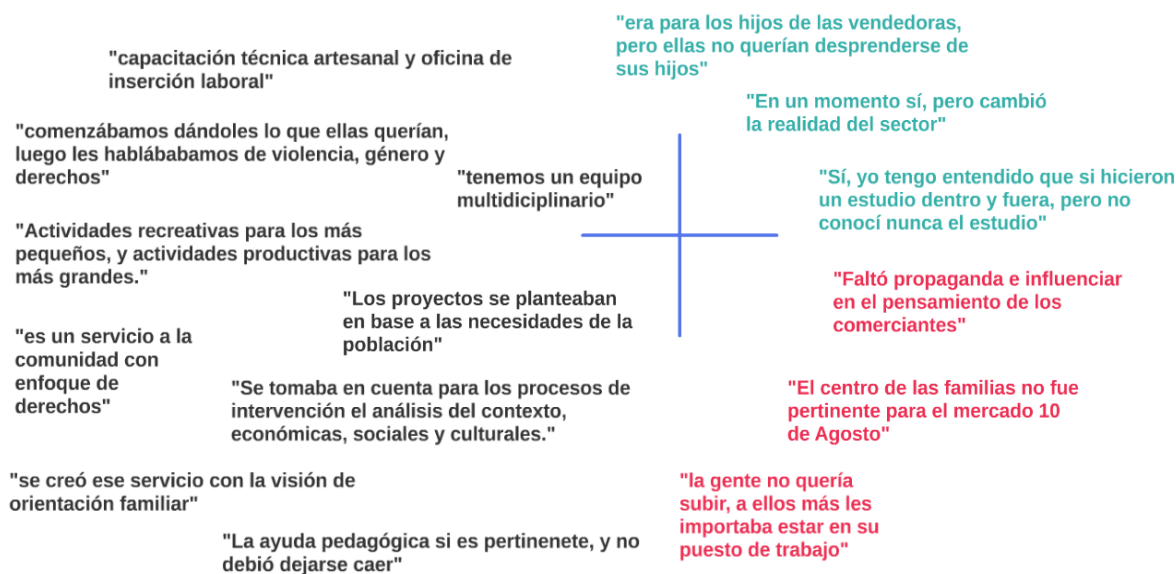 "capacitación técnica artesanal y oficina de
inserción laboral"
"comenzábamos dándoles lo que ellas querían,
luego les hablábabamos de violencia, género y
derechos"
"tenemos un equipo
multidiciplinario"
"Actividades recreativas para los más
pequeños, y actividades productivas para los
más grandes."
"Los proyectos se planteaban
en base a las necesidades de la
población"
"es un servicio a la
comunidad con
enfoque de
derechos"
"Se tomaba en cuenta para los procesos de
intervención el análisis del contexto,
económicas, sociales y culturales."
"se creó ese servicio con la visión de
orientación familiar"
"La ayuda pedagógica si es pertinenete, y no
debió dejarse caer"
"era para los hijos de las vendedoras,
pero ellas no querían desprenderse de
sus hijos"
"En un momento sí, pero cambió
la realidad del sector"
"Sí, yo tengo entendido que si hicieron
un estudio dentro y fuera, pero no
conocí nunca el estudio"
"Faltó propaganda e influenciar
en el pensamiento de los
comerciantes"
"El centro de las familias no fue
pertinente para el mercado 10
de Agosto"
"la gente no quería
subir, a ellos más les
importaba estar en su
puesto de trabajo"